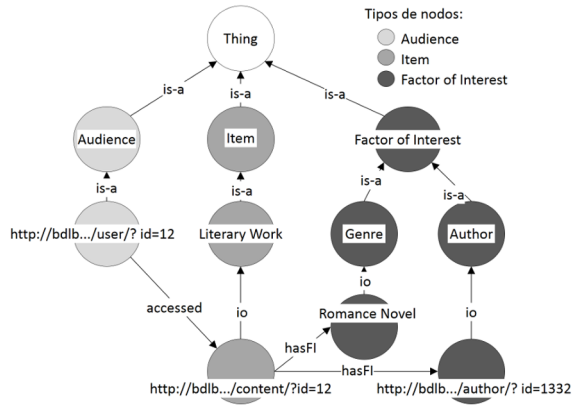 Tipos de nodos:
Thing
Audience
Item
Factor of Interest
is-a
is-a
is-a
Audience
Item
Factor of Interest
is-a
is-a
is-a
is-a
http://bdlb.../user/? id=12
Literary Work
Genre
Author
accessed
io
io
io
Romance Novel
hasFI
hasFI
http://bdlb.../content/?id=12
http://bdlb.../author/? id=1332